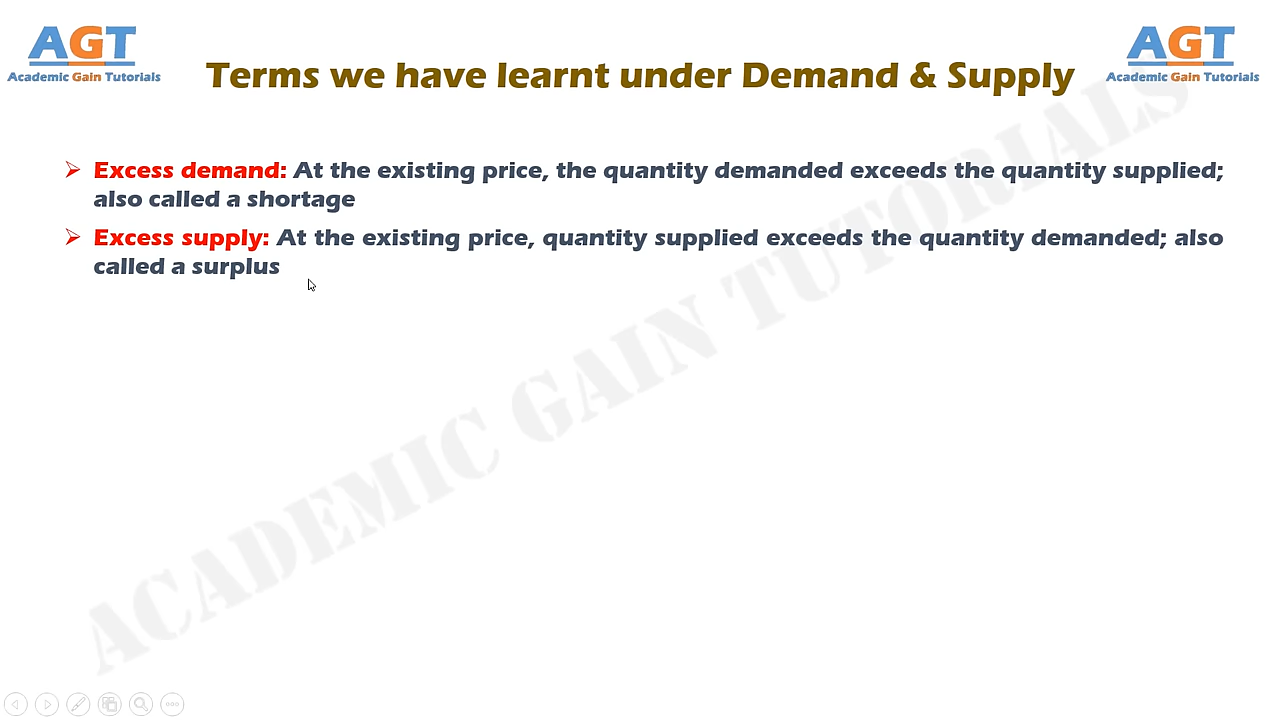 AGT
Academic Gain Tutorials
AGT
Academic Gain Tutorials
Terms we have learnt under Demand & Supply
Excess demand: At the existing price, the quantity demanded exceeds the quantity supplied;
also called a shortage
Excess supply: At the existing price, quantity supplied exceeds the quantity demanded; also
called a surplus
ACADEMIC GAIN TUTORIALS